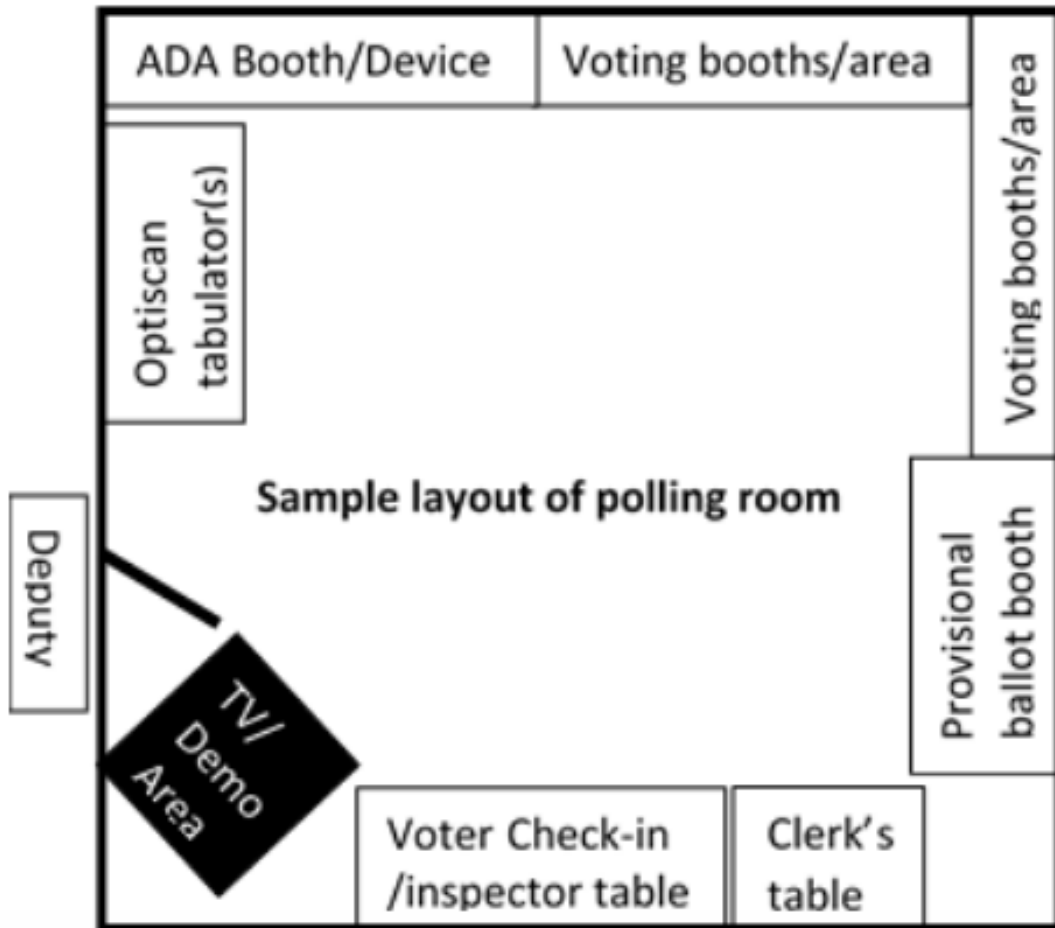 ADA Booth/Device
Voting booths/area
Voting booths/area
Optiscan
tabulator(s)
Sample layout of polling room
Deputy
Provisional
ballot booth
TV/
Demo
Area
Voter Check-in
/inspector table
Clerk’s
table